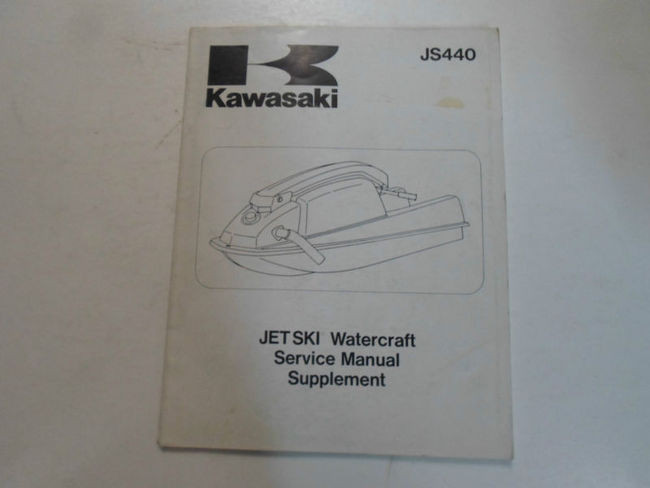 JS440
Kawasaki
JET SKI Watercraft
Service Manual
Supplement